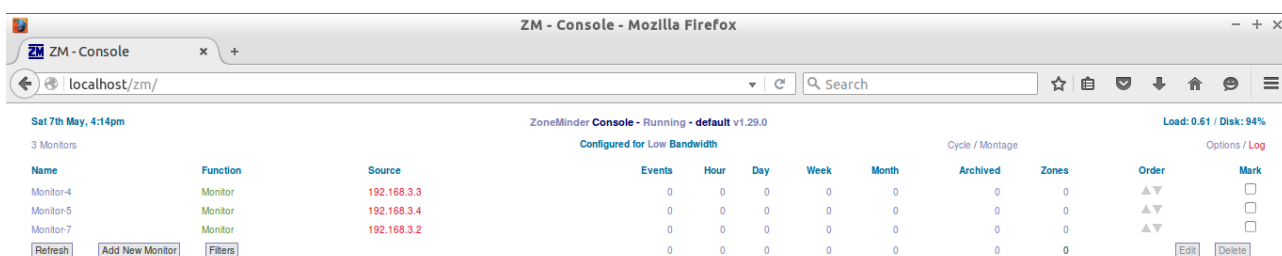 ZM - Console - Mozilla Firefox
ZM ZM - Console × +
localhost/zm/ Search
Sat 7th May, 4:14pm ZoneMinder Console - Running - default v1.29.0 Load: 0.61 / Disk: 94%
3 Monitors Configured for Low Bandwidth Cycle / Montage Options / Log
Name Function Source Events Hour Day Week Month Archived Zones Order Mark
Monitor-4 Monitor 192.168.3.3 0 0 0 0 0 0 0
Monitor-5 Monitor 192.168.3.4 0 0 0 0 0 0 0
Monitor-7 Monitor 192.168.3.2 0 0 0 0 0 0 0
Refresh Add New Monitor Filters 0 0 0 0 0 0 0 Edit Delete